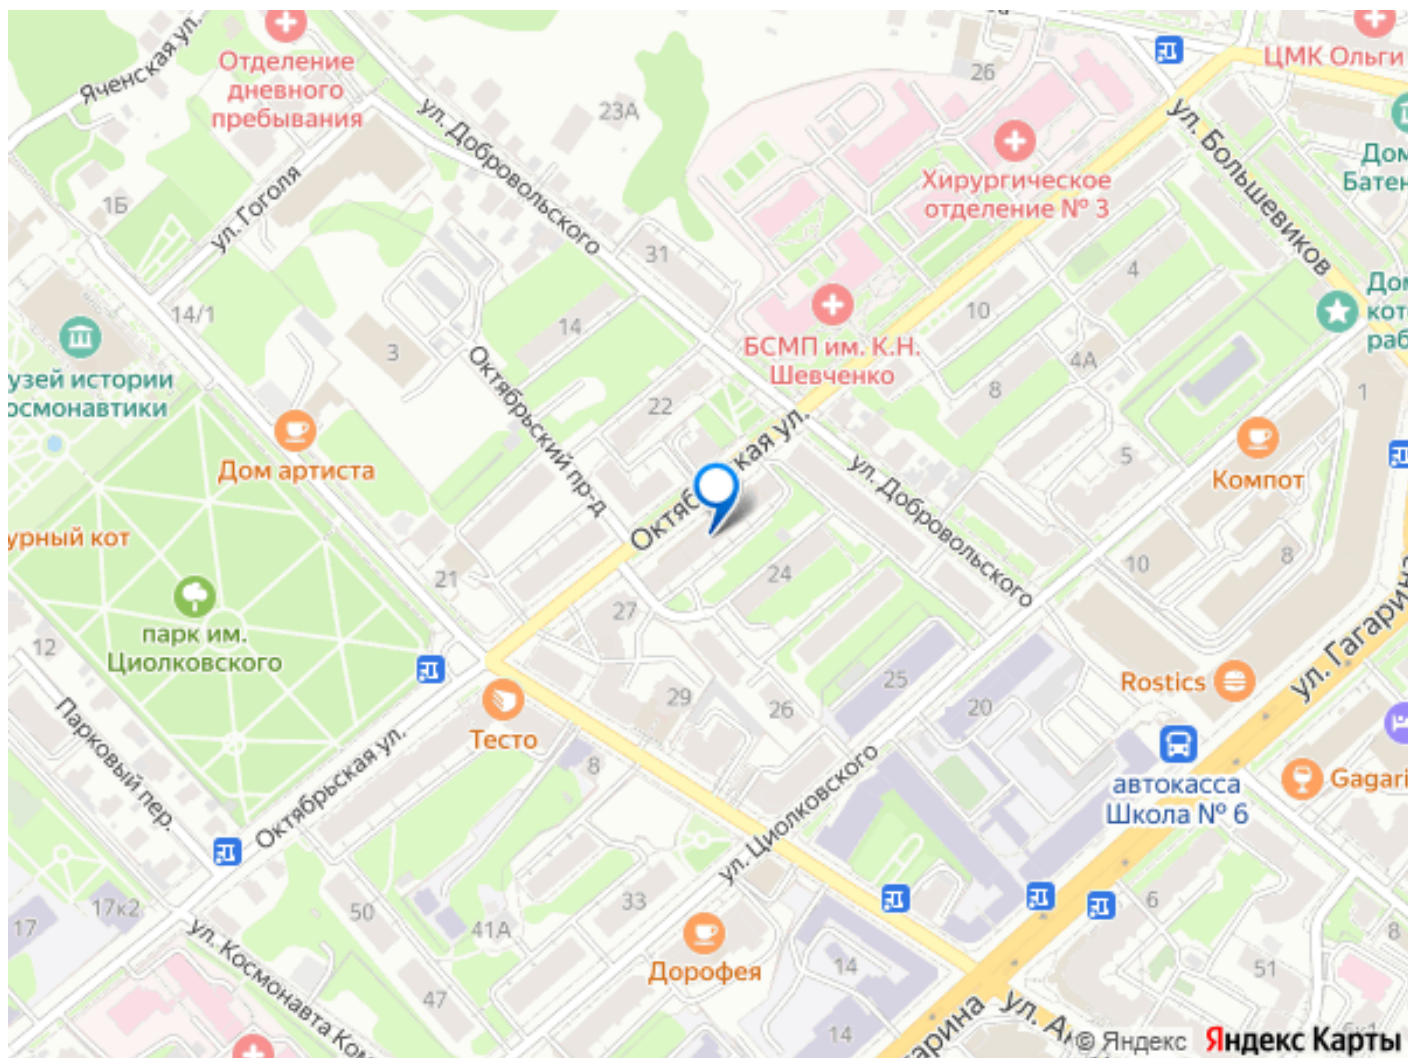 Яченская ул.
Отделение
дневного
пребывания
ул. Добровольского
23А
26
ЦМК Ольги
ул. Большевиков
Хирургическое
отделение № 3
1Б
ул. Гоголя
31
4
10
14/1
14
3
БСМП им. К.Н.
Шевченко
4А
8
1
22
Октябрьский пр-д
Дом артиста
5
Компот
ул. Добровольского
10
8
21
24
27
парк им.
Циолковского
12
29
26
25
20
Rostics
ул. Гагарина
Тесто
8
Парковый пер.
Октябрьская ул.
автокасса
Школа № 6
ул. Циолковского
17
17к2
50
41А
33
6
8
ул. Космонавта
Дорофея
14
51
47
14
© Яндекс
Яндекс Карты